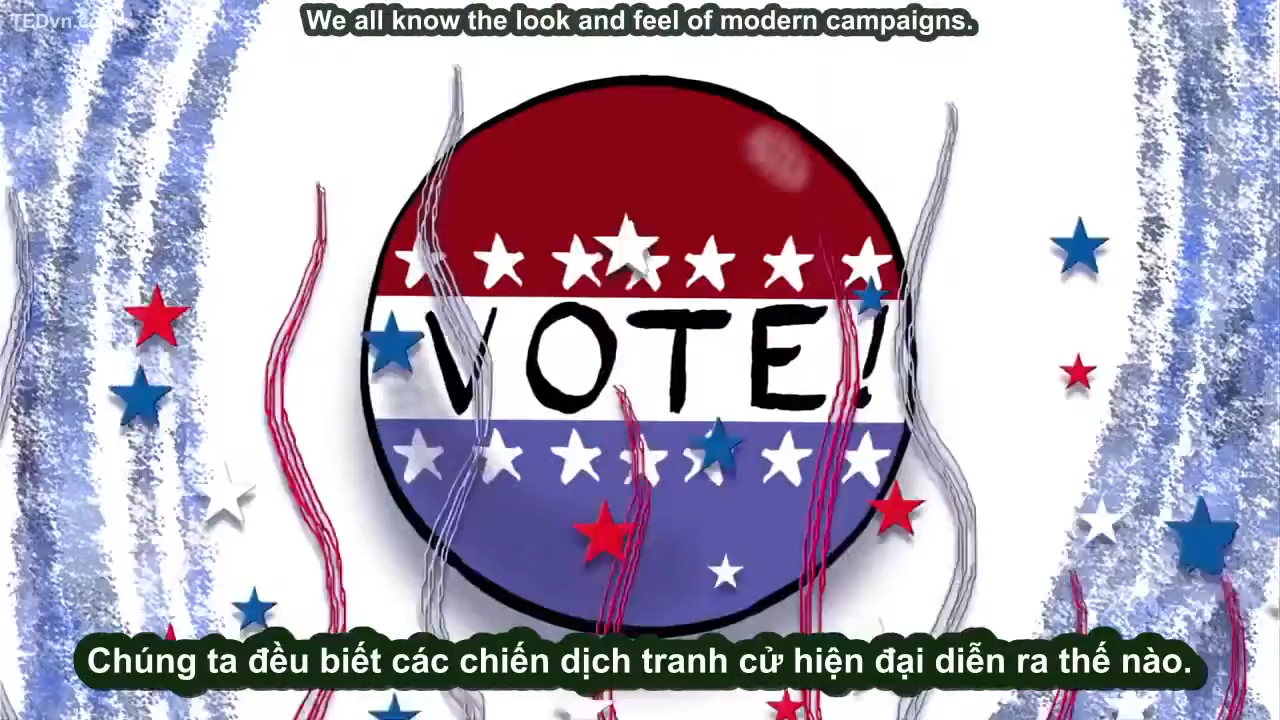 We all know the look and feel of modern campaigns.
VOTE!
Chúng ta đều biết các chiến dịch tranh cử hiện đại diễn ra thế nào.